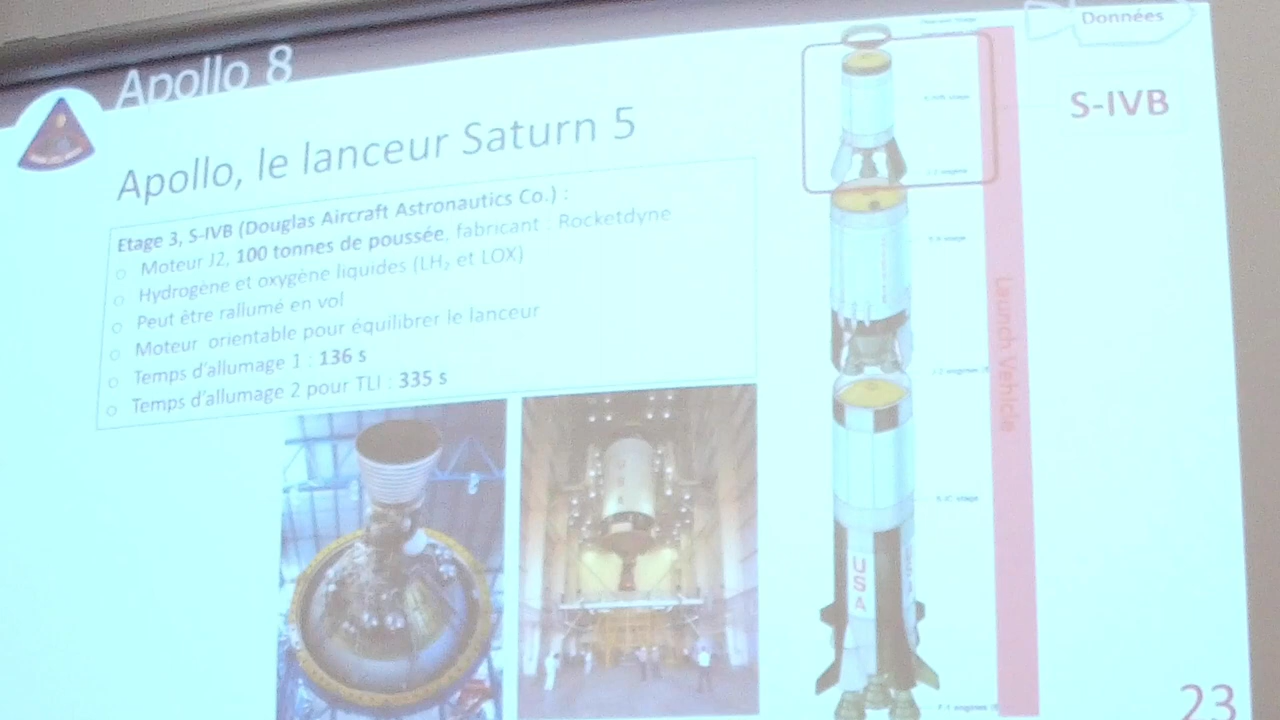 Données
Apollo 8
S-IVB
Apollo, le lanceur Saturn 5
Etage 3, S-IVB (Douglas Aircraft Astronautics Co.) :
o Moteur J2, 100 tonnes de poussée, fabricant : Rocketdyne
o Hydrogène et oxygène liquides (LH₂ et LOX)
o Peut être rallumé en vol
o Moteur orientable pour équilibrer le lanceur
o Temps d'allumage 1 : 136 s
o Temps d'allumage 2 pour TLI : 335 s
Launch Vehicle
USA
23